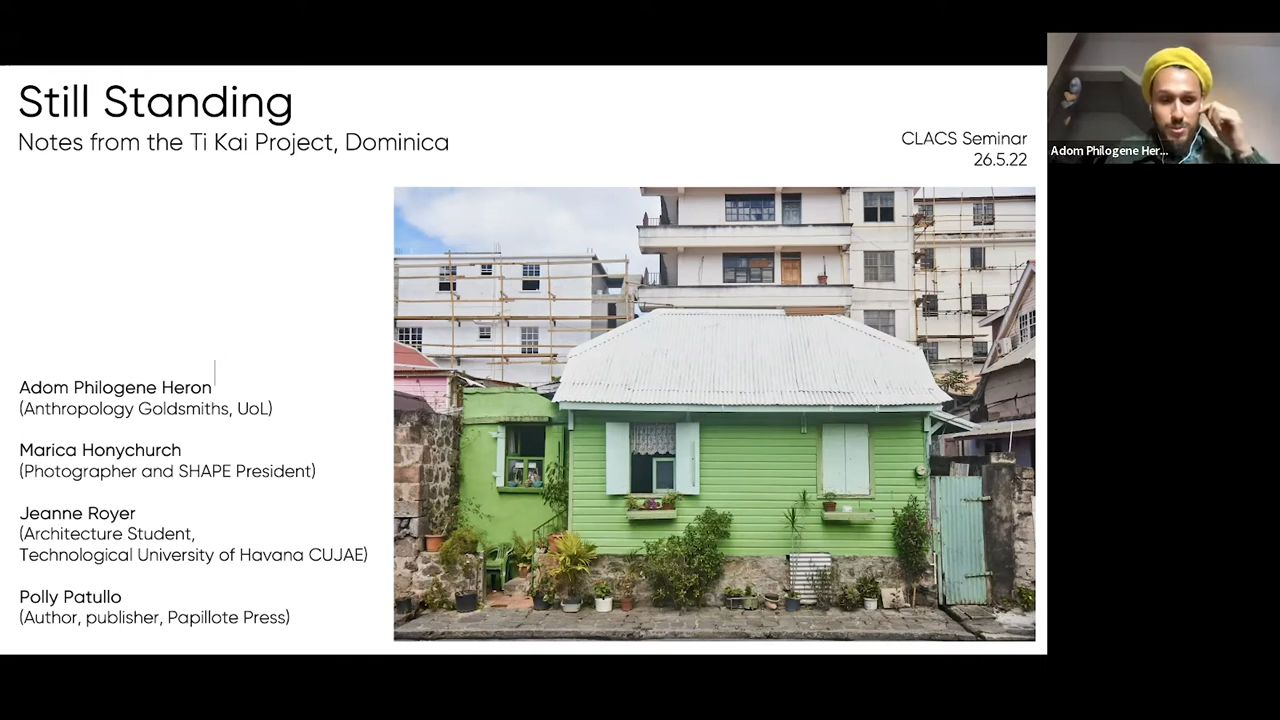 Still Standing
Notes from the Ti Kai Project, Dominica
CLACS Seminar
26.5.22
Adom Philogene Heron
(Anthropology Goldsmiths, UoL)
Marica Honychurch
(Photographer and SHAPE President)
Jeanne Royer
(Architecture Student,
Technological University of Havana CUJAE)
Polly Patullo
(Author, publisher, Papillote Press)
Adom Philogene Her...